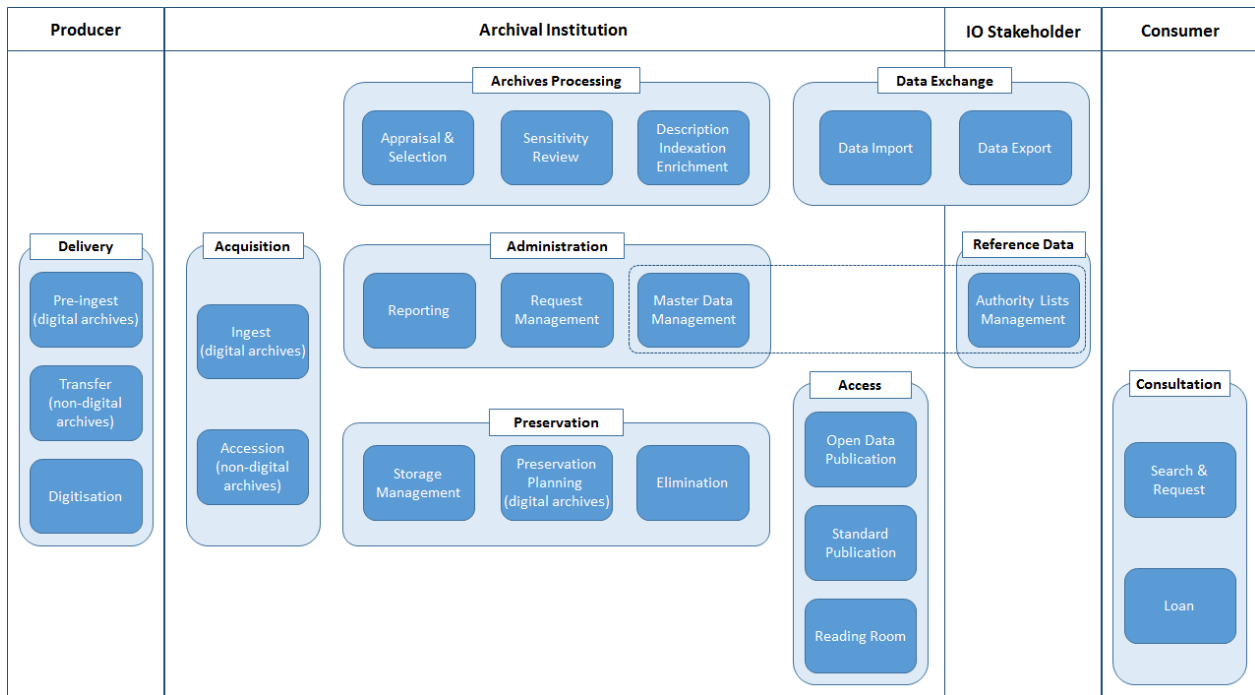 Producer
Archival Institution
IO Stakeholder
Consumer
Archives Processing
Appraisal &
Selection
Sensitivity
Review
Description
Indexation
Enrichment
Data Exchange
Data Import
Data Export
Delivery
Pre-ingest
(digital archives)
Transfer
(non-digital
archives)
Digitisation
Acquisition
Ingest
(digital archives)
Accession
(non-digital
archives)
Administration
Reporting
Request
Management
Master Data
Management
Reference Data
Authority Lists
Management
Preservation
Storage
Management
Preservation
Planning
(digital archives)
Elimination
Access
Open Data
Publication
Standard
Publication
Reading Room
Consultation
Search &
Request
Loan